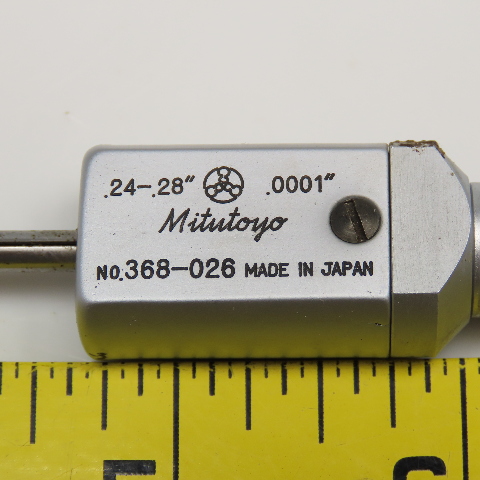 .24-.28" .0001"
Mitutoyo
No. 368-026 MADE IN JAPAN